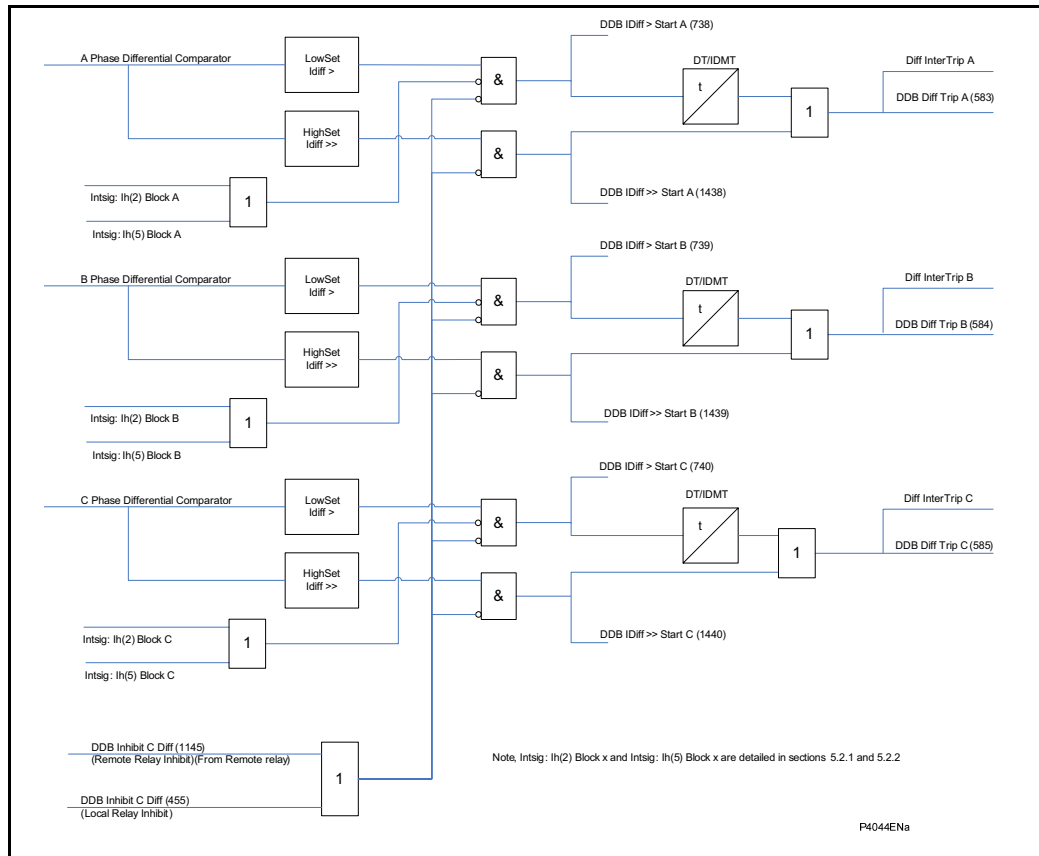 DDB IDiff > Start A (738)
A Phase Differential Comparator
LowSet
Idiff >
&
DT/IDMT
t
Diff InterTrip A
DDB Diff Trip A (583)
1
HighSet
Idiff >>
&
Intsig: Ih(2) Block A
1
DDB IDiff >> Start A (1438)
Intsig: Ih(5) Block A
DDB IDiff > Start B (739)
B Phase Differential Comparator
LowSet
Idiff >
&
DT/IDMT
t
Diff InterTrip B
DDB Diff Trip B (584)
1
HighSet
Idiff >>
&
Intsig: Ih(2) Block B
1
DDB IDiff >> Start B (1439)
Intsig: Ih(5) Block B
DDB IDiff > Start C (740)
C Phase Differential Comparator
LowSet
Idiff >
&
DT/IDMT
t
Diff InterTrip C
DDB Diff Trip C (585)
1
HighSet
Idiff >>
&
Intsig: Ih(2) Block C
1
DDB IDiff >> Start C (1440)
Intsig: Ih(5) Block C
DDB Inhibit C Diff (1145)
(Remote Relay Inhibit)(From Remote relay)
1
DDB Inhibit C Diff (455)
(Local Relay Inhibit)
Note, Intsig: Ih(2) Block x and Intsig: Ih(5) Block x are detailed in sections 5.2.1 and 5.2.2
P4044ENa